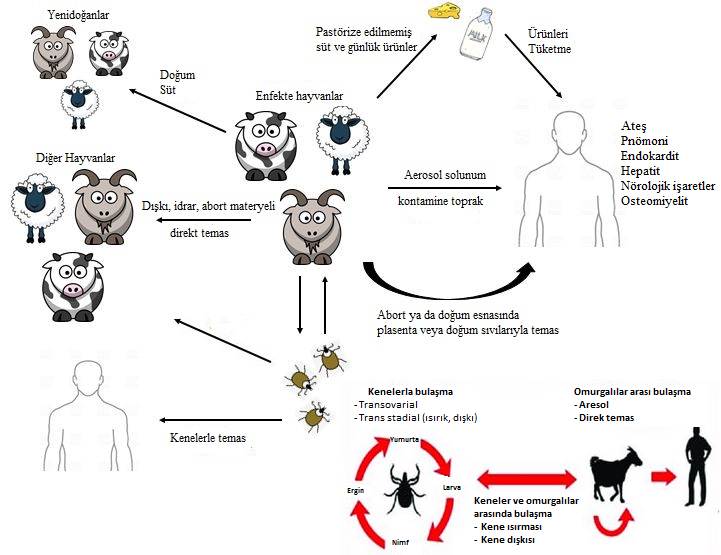 Yenidoğanlar
Pastörize edilmemiş
süt ve günlük ürünler
MILK
Ürünleri
Tüketme
Doğum
Süt
Enfekte hayvanlar
Ateş
Pnömoni
Endokardit
Hepatit
Nörolojik işaretler
Osteomiyelit
Diğer Hayvanlar
Aerosol solunum
kontamine toprak
Dışkı, idrar, abort materyeli
direkt temas
Abort ya da doğum esnasında
plasenta veya doğum sıvılarıyla temas
Kenelerle temas
Kenelerla bulaşma
- Transovarial
- Trans stadial (ısırık, dışkı)
Omurgalılar arası bulaşma
- Aresol
- Direk temas
Yumurta
Ergin
Larva
Nimf
Keneler ve omurgalılar
arasında bulaşma
- Kene ısırması
- Kene dışkısı